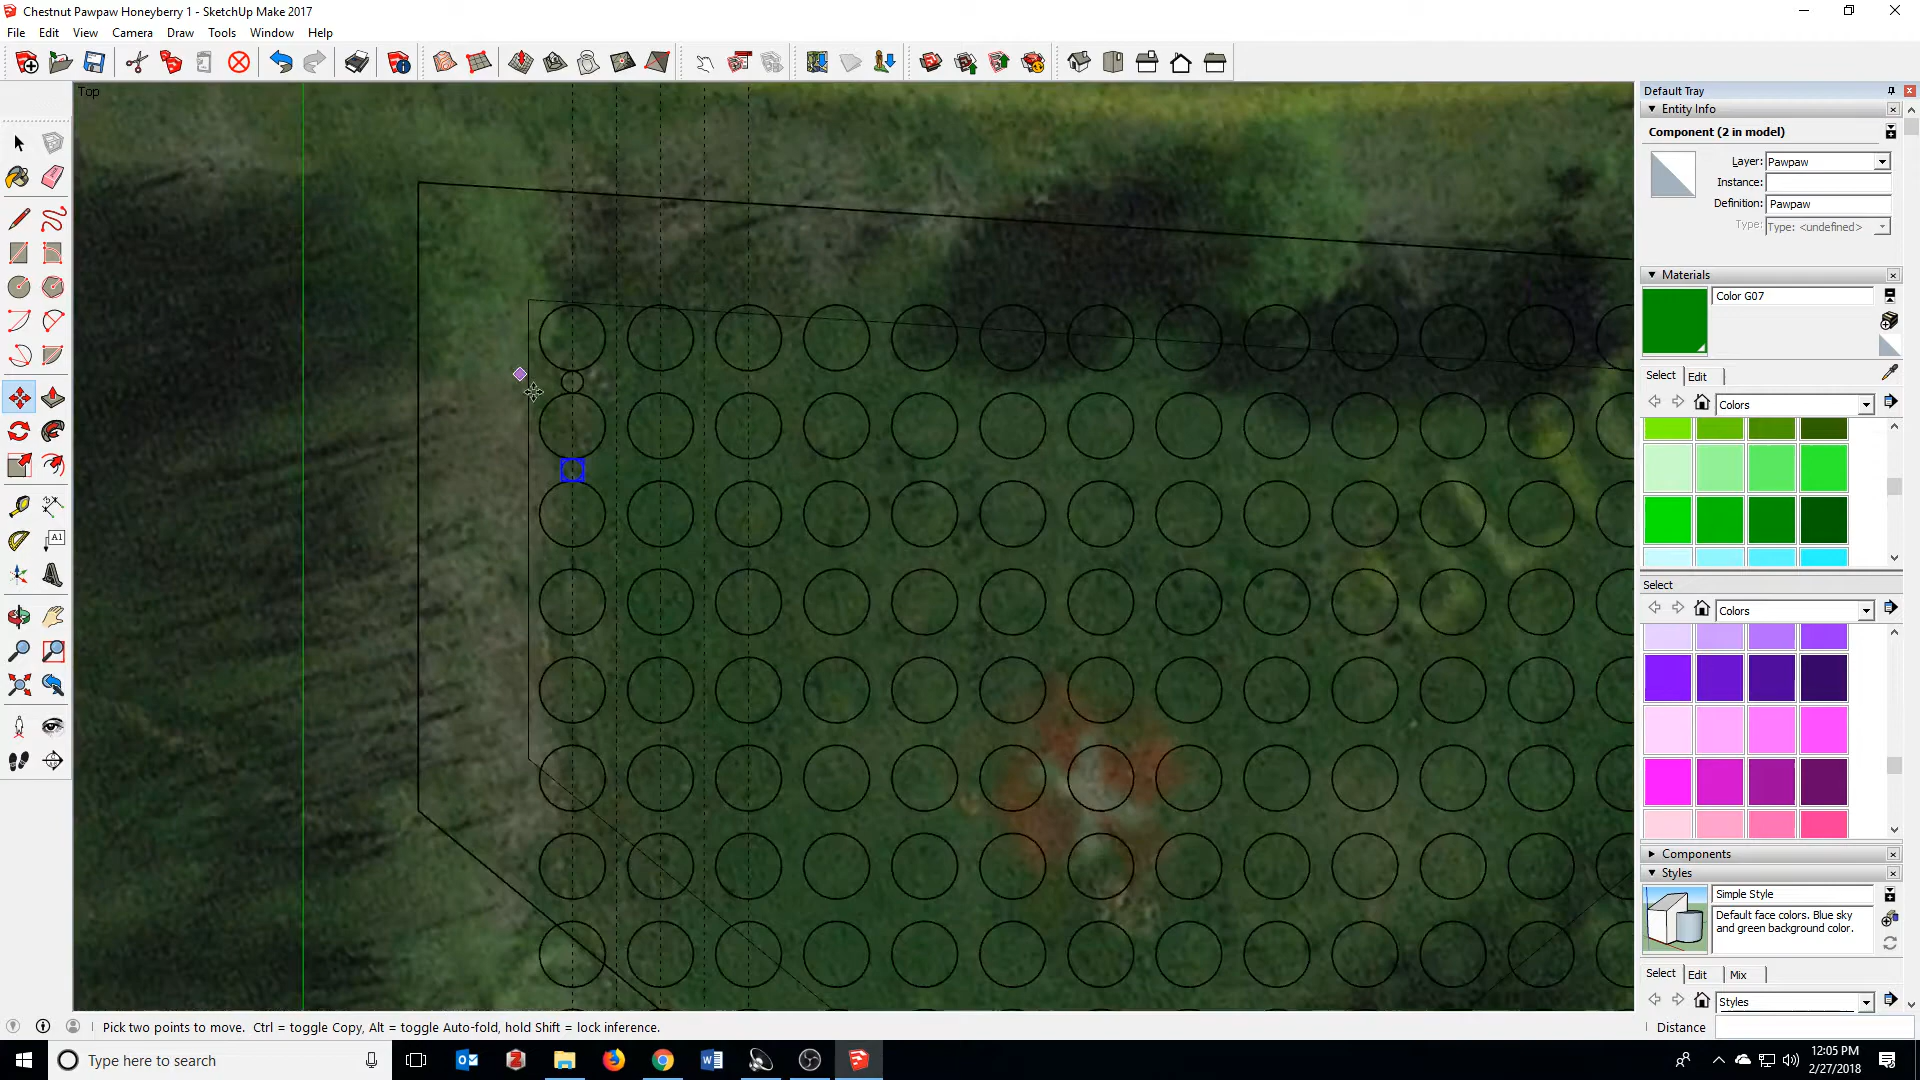 Chestnut Pawpaw Honeyberry 1 - SketchUp Make 2017
File Edit View Camera Draw Tools Window Help
Top
Default Tray
Entity Info
Component (2 in model)
Layer: Pawpaw
Instance:
Definition: Pawpaw
Type: Type: <undefined>
Materials
Color G07
Select Edit
Colors
Select
Colors
Components
Styles
Simple Style
Default face colors. Blue sky
and green background color.
Select Edit Mix
Styles
A1
Pick two points to move. Ctrl = toggle Copy, Alt = toggle Auto-fold, hold Shift = lock inference.
Distance
Type here to search
12:05 PM
2/27/2018